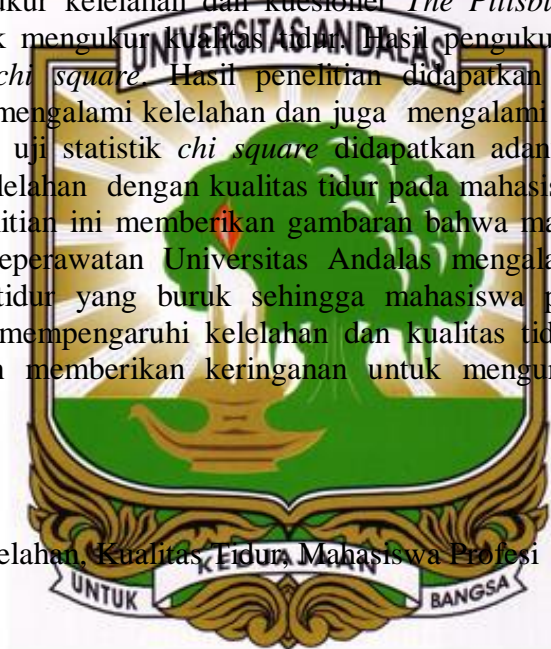 ukur kelelahan dan kuesioner The Pittsbu
UNIVERSITAS ANDALAS
k mengukur kualitas tidur. Hasil penguku
chi square. Hasil penelitian didapatkan
mengalami kelelahan dan juga mengalami
uji statistik chi square didapatkan adan
lelahan dengan kualitas tidur pada mahasis
litian ini memberikan gambaran bahwa ma
eperawatan Universitas Andalas mengala
tidur yang buruk sehingga mahasiswa p
mempengaruhi kelelahan dan kualitas tid
n memberikan keringanan untuk mengur
elahan, Kualitas Tidur, Mahasiswa Profesi
KEDJAJAAN
UNTUK BANGSA